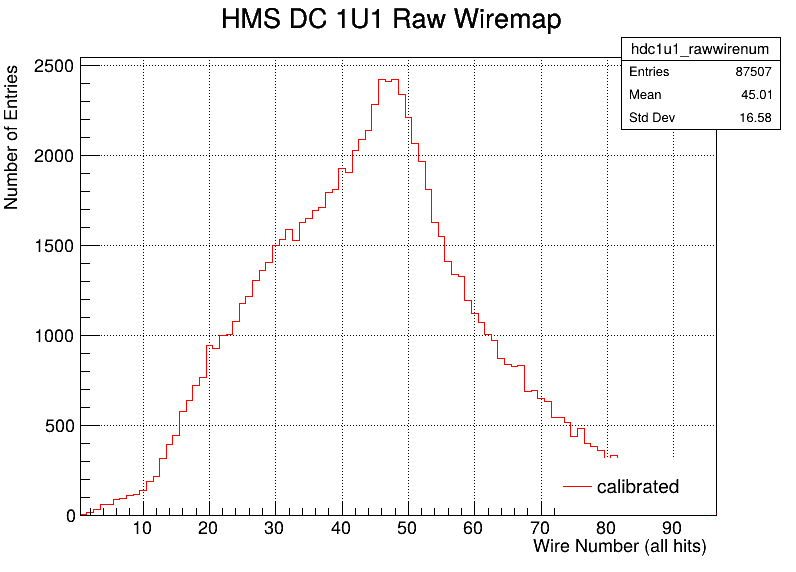 HMS DC 1U1 Raw Wiremap
hdc1u1_rawwirenum
Entries 87507
Mean 45.01
Std Dev 16.58
Number of Entries
2500
2000
1500
1000
500
0
calibrated
10 20 30 40 50 60 70 80 90
Wire Number (all hits)